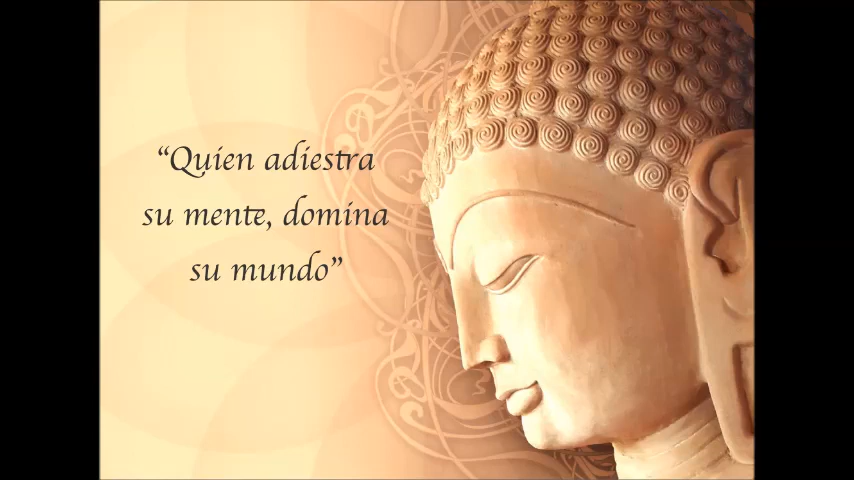 “Quien adiestra
su mente, domina
su mundo”